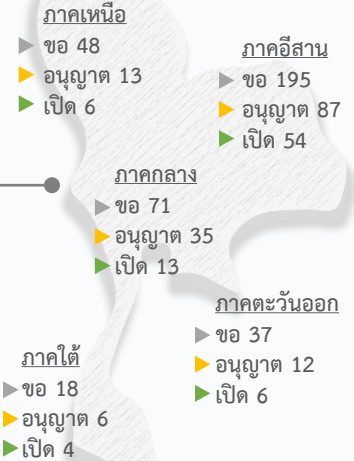 ภาคเหนือ
ขอ 48
อนุญาต 13
เปิด 6
ภาคอีสาน
ขอ 195
อนุญาต 87
เปิด 54
ภาคกลาง
ขอ 71
อนุญาต 35
เปิด 13
ภาคตะวันออก
ขอ 37
อนุญาต 12
เปิด 6
ภาคใต้
ขอ 18
อนุญาต 6
เปิด 4